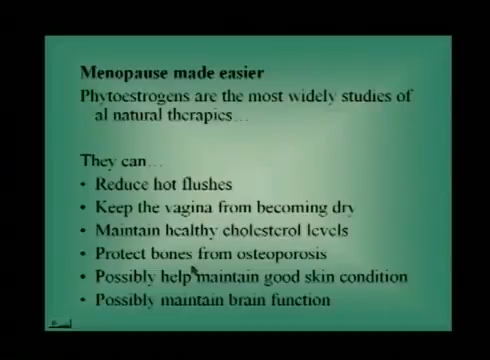 Menopause made easier
Phytoestrogens are the most widely studies of
al natural therapies…
They can…
• Reduce hot flushes
• Keep the vagina from becoming dry
• Maintain healthy cholesterol levels
• Protect bones from osteoporosis
• Possibly help maintain good skin condition
• Possibly maintain brain function